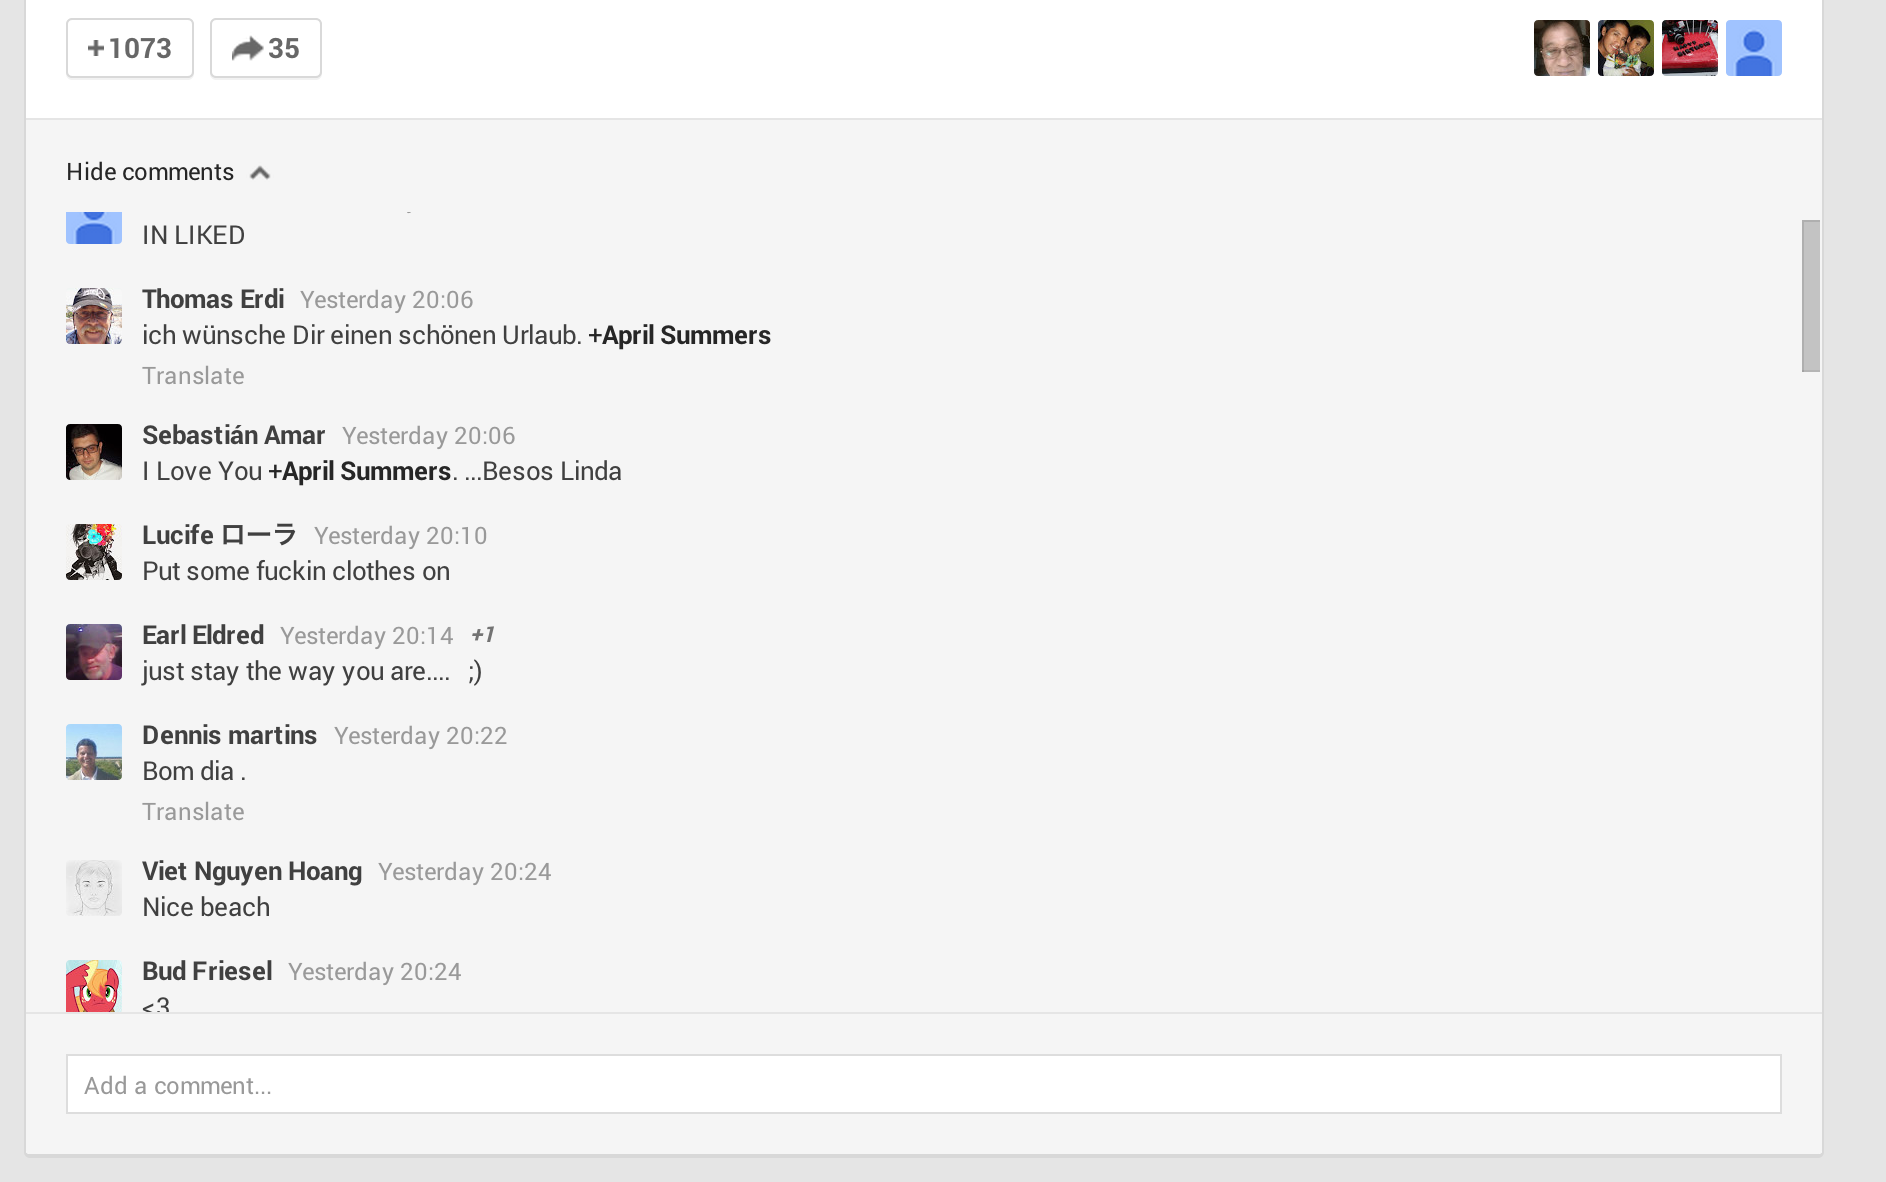 +1073 35
Hide comments
IN LIKED
Thomas Erdi Yesterday 20:06
ich wünsche Dir einen schönen Urlaub. +April Summers
Translate
Sebastián Amar Yesterday 20:06
I Love You +April Summers. ...Besos Linda
Lucife ローラ Yesterday 20:10
Put some fuckin clothes on
Earl Eldred Yesterday 20:14 +1
just stay the way you are.... ;)
Dennis martins Yesterday 20:22
Bom dia .
Translate
Viet Nguyen Hoang Yesterday 20:24
Nice beach
Bud Friesel Yesterday 20:24
<3
Add a comment...